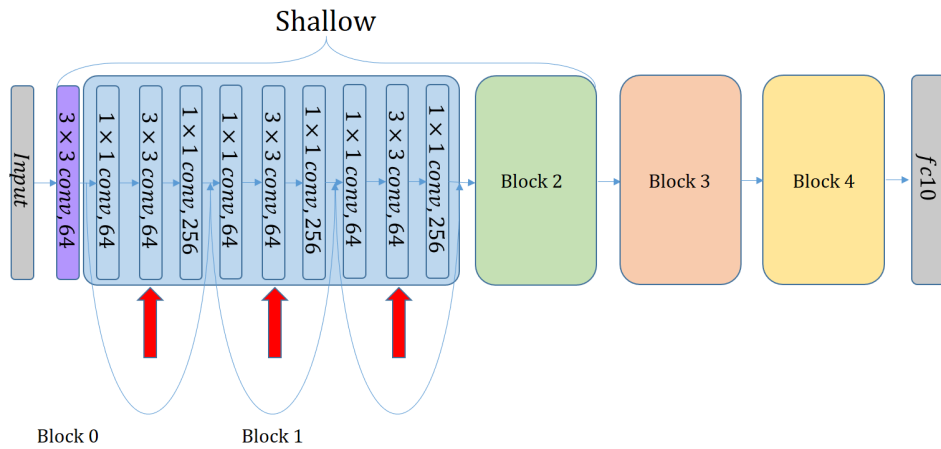 Shallow
Input
3 × 3 conv, 64
1 × 1 conv, 64
3 × 3 conv, 64
1 × 1 conv, 256
1 × 1 conv, 64
3 × 3 conv, 64
1 × 1 conv, 256
1 × 1 conv, 64
3 × 3 conv, 64
1 × 1 conv, 256
Block 2
Block 3
Block 4
fc10
Block 0
Block 1